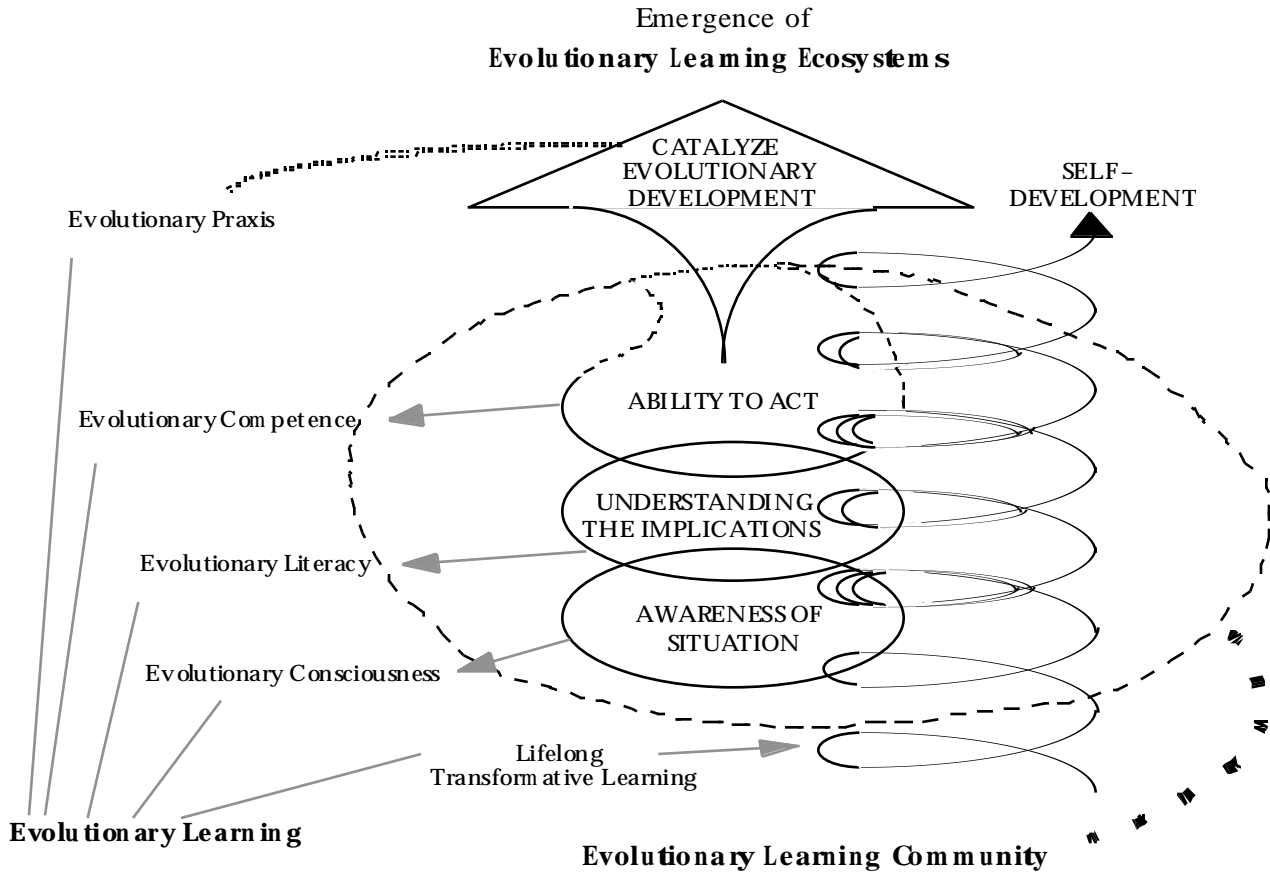 Emergence of
Evolutionary Learning Ecosystems
CATALYZE
EVOLUTIONARY
DEVELOPMENT
SELF–
DEVELOPMENT
Evolutionary Praxis
ABILITY TO ACT
Evolutionary Competence
UNDERSTANDING
THE IMPLICATIONS
Evolutionary Literacy
AWARENESS OF
SITUATION
Evolutionary Consciousness
Lifelong
Transformative Learning
Evolutionary Learning
Evolutionary Learning Community